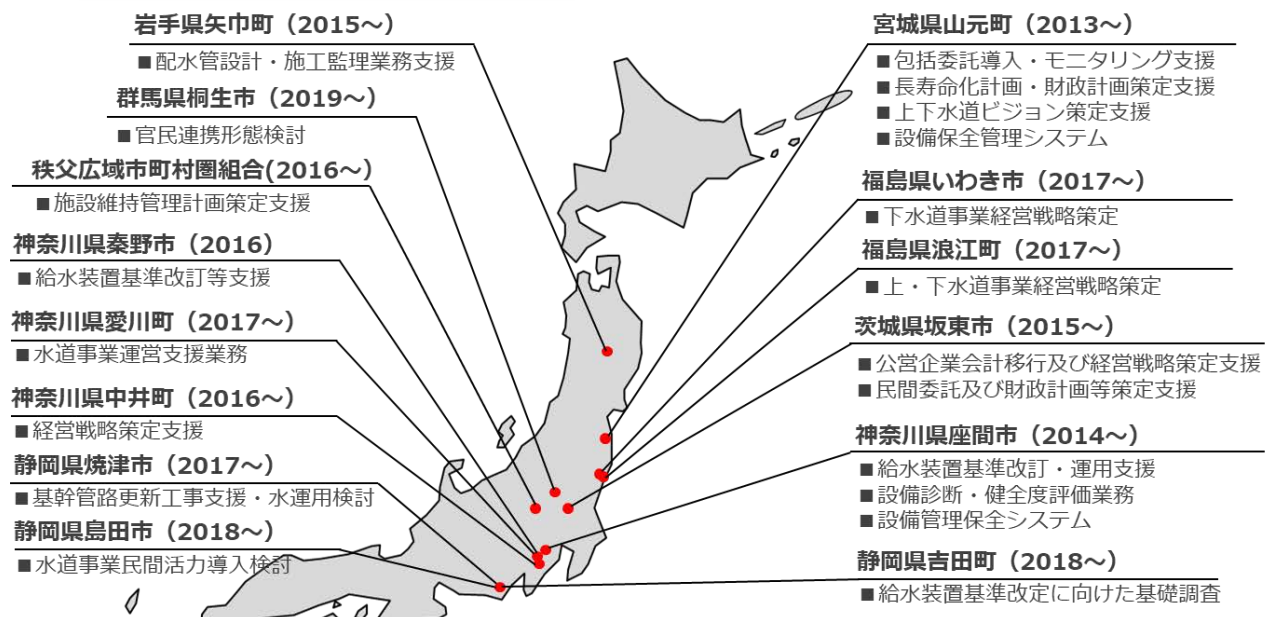 岩手県矢巾町（2015～）
■配水管設計・施工監理業務支援
群馬県桐生市（2019～）
■官民連携形態検討
秩父広域市町村圏組合(2016～)
■施設維持管理計画策定支援
神奈川県秦野市（2016）
■給水装置基準改訂等支援
神奈川県愛川町（2017～）
■水道事業運営支援業務
神奈川県中井町（2016～）
■経営戦略策定支援
静岡県焼津市（2017～）
■基幹管路更新工事支援・水運用検討
静岡県島田市（2018～）
■水道事業民間活力導入検討
宮城県山元町（2013～）
■包括委託導入・モニタリング支援
■長寿命化計画・財政計画策定支援
■上下水道ビジョン策定支援
■設備保全管理システム
福島県いわき市（2017～）
■下水道事業経営戦略策定
福島県浪江町（2017～）
■上・下水道事業経営戦略策定
茨城県坂東市（2015～）
■公営企業会計移行及び経営戦略策定支援
■民間委託及び財政計画等策定支援
神奈川県座間市（2014～）
■給水装置基準改訂・運用支援
■設備診断・健全度評価業務
■設備管理保全システム
静岡県吉田町（2018～）
■給水装置基準改定に向けた基礎調査